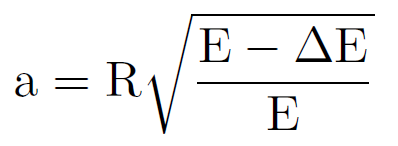 a = R√((E − ΔE)/E)